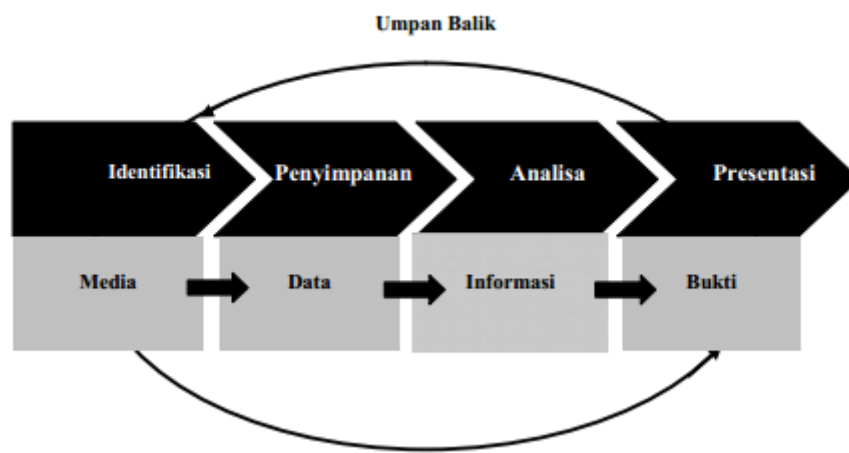 Umpan Balik
Identifikasi
Penyimpanan
Analisa
Presentasi
Media
Data
Informasi
Bukti